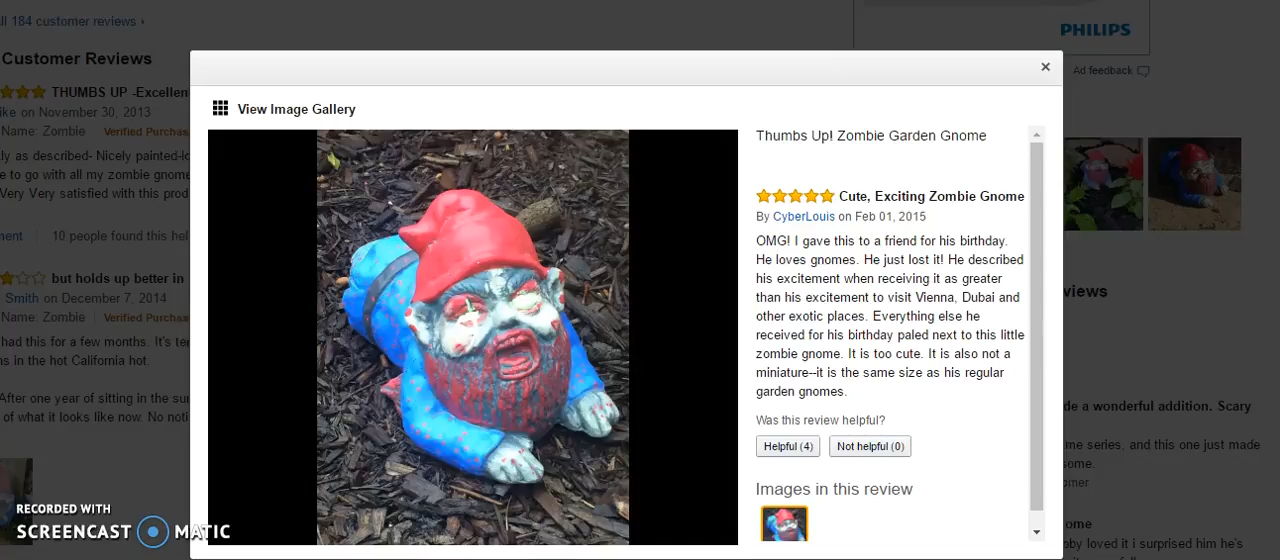 ll 184 customer reviews ›
PHILIPS
Customer Reviews
Ad feedback
THUMBS UP -Excellen
ike on November 30, 2013
Name: Zombie Verified Purchas
ly as described- Nicely painted-lo
e to go with all my zombie gnome
Very Very satisfied with this prod
ment 10 people found this hel
but holds up better in
Smith on December 7, 2014
Name: Zombie Verified Purchas
had this for a few months. It's te
ns in the hot California hot.
After one year of sitting in the su
of what it looks like now. No noti
×
View Image Gallery
Thumbs Up! Zombie Garden Gnome
Cute, Exciting Zombie Gnome
By CyberLouis on Feb 01, 2015
OMG! I gave this to a friend for his birthday.
He loves gnomes. He just lost it! He described
his excitement when receiving it as greater
than his excitement to visit Vienna, Dubai and
other exotic places. Everything else he
received for his birthday paled next to this little
zombie gnome. It is too cute. It is also not a
miniature--it is the same size as his regular
garden gnomes.
Was this review helpful?
Helpful (4) Not helpful (0)
Images in this review
views
de a wonderful addition. Scary
me series, and this one just made
some.
omer
ome
bby loved it i surprised him he's
RECORDED WITH
SCREENCAST MATIC